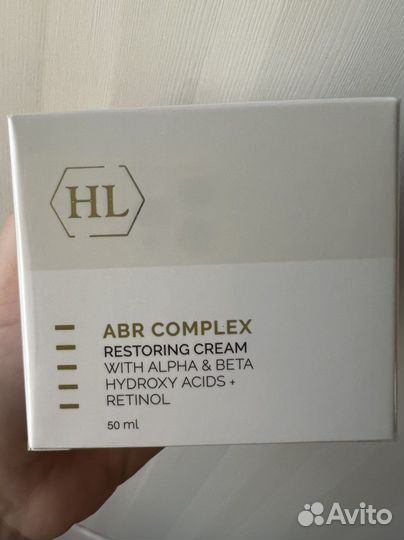 HL
ABR COMPLEX
RESTORING CREAM
WITH ALPHA & BETA
HYDROXY ACIDS +
RETINOL
50 ml
Avito